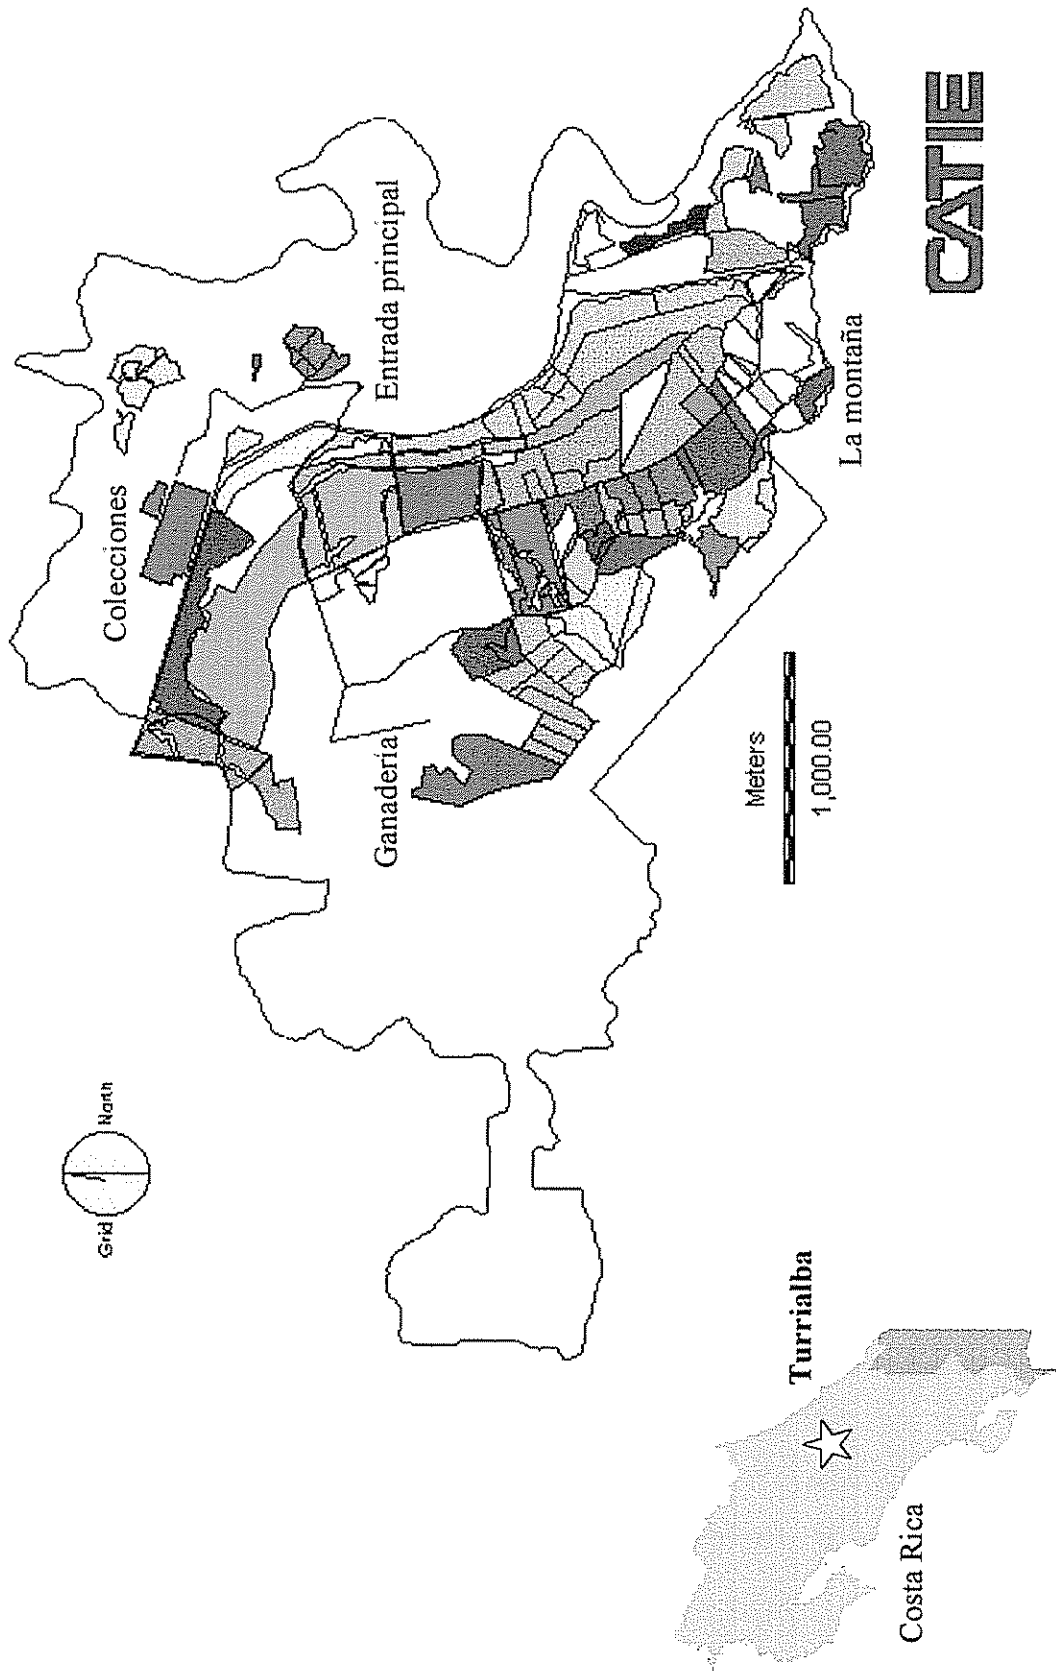 Grid
North
Colecciones
Entrada principal
Ganadería
La montaña
Meters
1,000.00
CATIE
Turrialba
Costa Rica